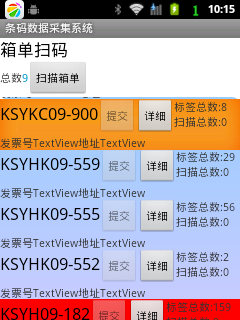 10:15
条码数据采集系统
箱单扫码
总数9 扫描箱单
KSYKC09-900 提交 详细 标签总数:8
扫描总数:0
发票号TextView地址TextView
KSYHK09-559 提交 详细 标签总数:29
扫描总数:0
发票号TextView地址TextView
KSYHK09-555 提交 详细 标签总数:56
扫描总数:0
发票号TextView地址TextView
KSYHK09-552 提交 详细 标签总数:2
扫描总数:0
发票号TextView地址TextView
KSYH09-182 提交 详细 标签总数:159